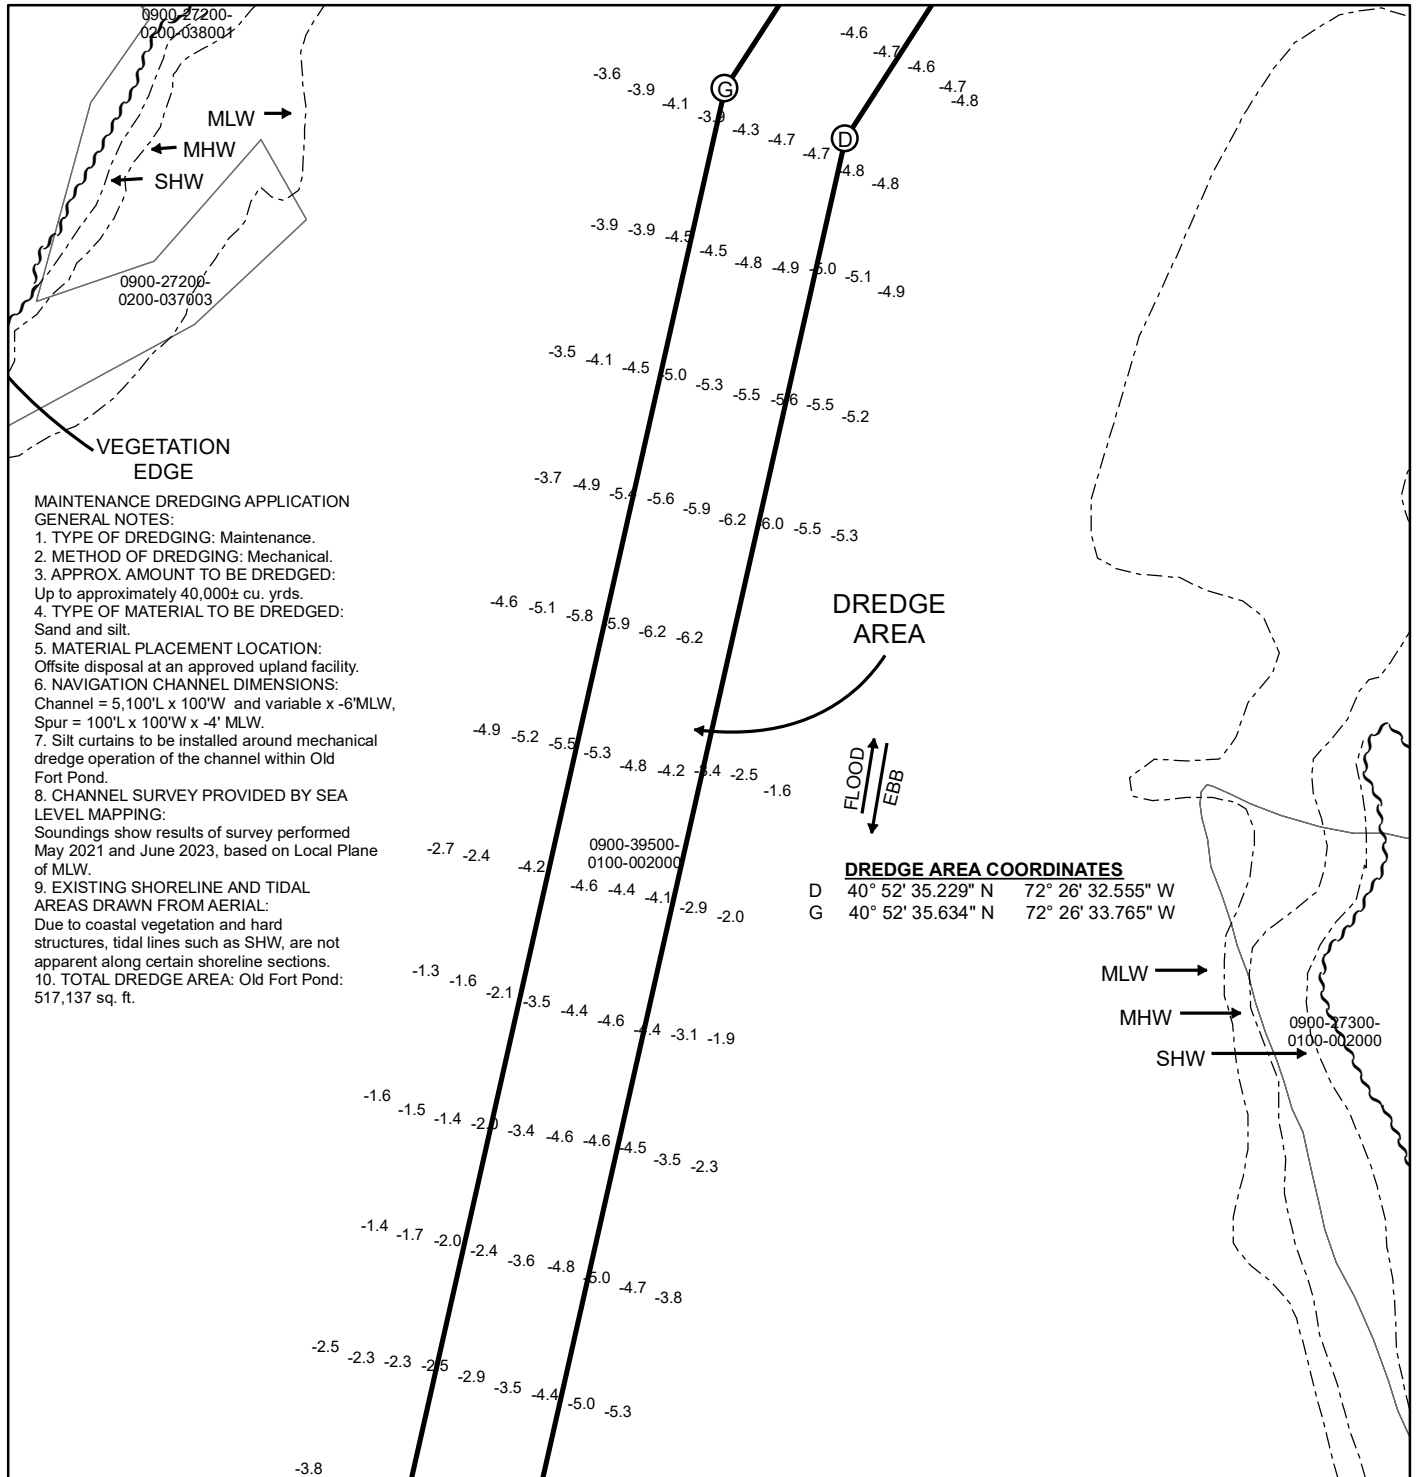 0900-27200-
0200-038001
MLW
MHW
SHW
0900-27200-
0200-037003
VEGETATION
EDGE
MAINTENANCE DREDGING APPLICATION
GENERAL NOTES:
1. TYPE OF DREDGING: Maintenance.
2. METHOD OF DREDGING: Mechanical.
3. APPROX. AMOUNT TO BE DREDGED:
Up to approximately 40,000± cu. yrds.
4. TYPE OF MATERIAL TO BE DREDGED:
Sand and silt.
5. MATERIAL PLACEMENT LOCATION:
Offsite disposal at an approved upland facility.
6. NAVIGATION CHANNEL DIMENSIONS:
Channel = 5,100'L x 100'W and variable x -6'MLW,
Spur = 100'L x 100'W x -4' MLW.
7. Silt curtains to be installed around mechanical
dredge operation of the channel within Old
Fort Pond.
8. CHANNEL SURVEY PROVIDED BY SEA
LEVEL MAPPING:
Soundings show results of survey performed
May 2021 and June 2023, based on Local Plane
of MLW.
9. EXISTING SHORELINE AND TIDAL
AREAS DRAWN FROM AERIAL:
Due to coastal vegetation and hard
structures, tidal lines such as SHW, are not
apparent along certain shoreline sections.
10. TOTAL DREDGE AREA: Old Fort Pond:
517,137 sq. ft.
-4.6 -4.7 -4.6 -4.7 -4.8
G
D
-3.6 -3.9 -4.1 -3.9 -4.3 -4.7 -4.7 -4.8 -4.8
-3.9 -3.9 -4.5 -4.5 -4.8 -4.9 -5.0 -5.1 -4.9
-3.5 -4.1 -4.5 -5.0 -5.3 -5.5 -5.6 -5.5 -5.2
-3.7 -4.9 -5.4 -5.6 -5.9 -6.2 -6.0 -5.5 -5.3
-4.6 -5.1 -5.8 -5.9 -6.2 -6.2
DREDGE
AREA
-4.9 -5.2 -5.5 -5.3 -4.8 -4.2 -3.4 -2.5 -1.6
FLOOD
EBB
0900-39500-
0100-002000
-2.7 -2.4 -4.2 -4.6 -4.4 -4.1 -2.9 -2.0
DREDGE AREA COORDINATES
D 40° 52' 35.229" N 72° 26' 32.555" W
G 40° 52' 35.634" N 72° 26' 33.765" W
-1.3 -1.6 -2.1 -3.5 -4.4 -4.6 -4.4 -3.1 -1.9
MLW
MHW
SHW
0900-27300-
0100-002000
-1.6 -1.5 -1.4 -2.0 -3.4 -4.6 -4.6 -4.5 -3.5 -2.3
-1.4 -1.7 -2.0 -2.4 -3.6 -4.8 -5.0 -4.7 -3.8
-2.5 -2.3 -2.3 -2.5 -2.9 -3.5 -4.4 -5.0 -5.3
-3.8